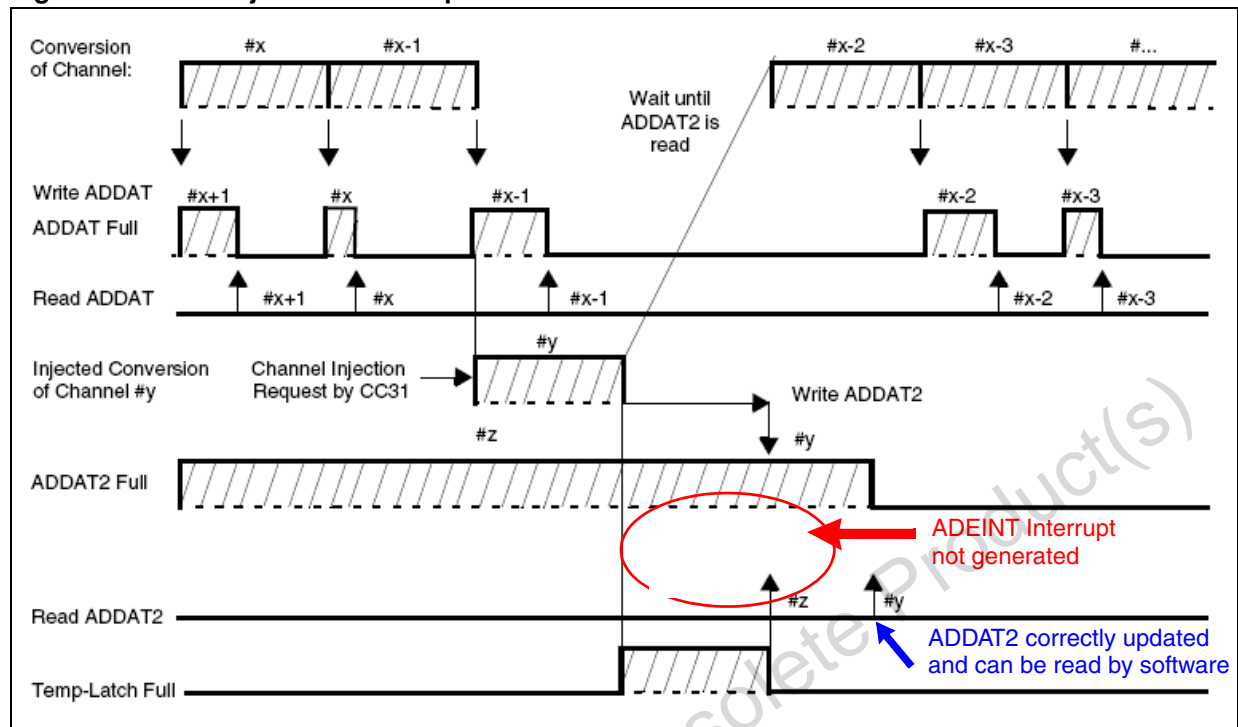 Conversion
of Channel:
#x
#x-1
#x-2
#x-3
#...
Wait until
ADDAT2 is
read
Write ADDAT
ADDAT Full
#x+1
#x
#x-1
#x-2
#x-3
Read ADDAT
#x+1
#x
#x-1
#x-2
#x-3
Injected Conversion
of Channel #y
Channel Injection
Request by CC31
#y
Write ADDAT2
#z
#y
ADDAT2 Full
ADEINT Interrupt
not generated
#z
#y
Read ADDAT2
ADDAT2 correctly updated
and can be read by software
Temp-Latch Full
solete Product(s)